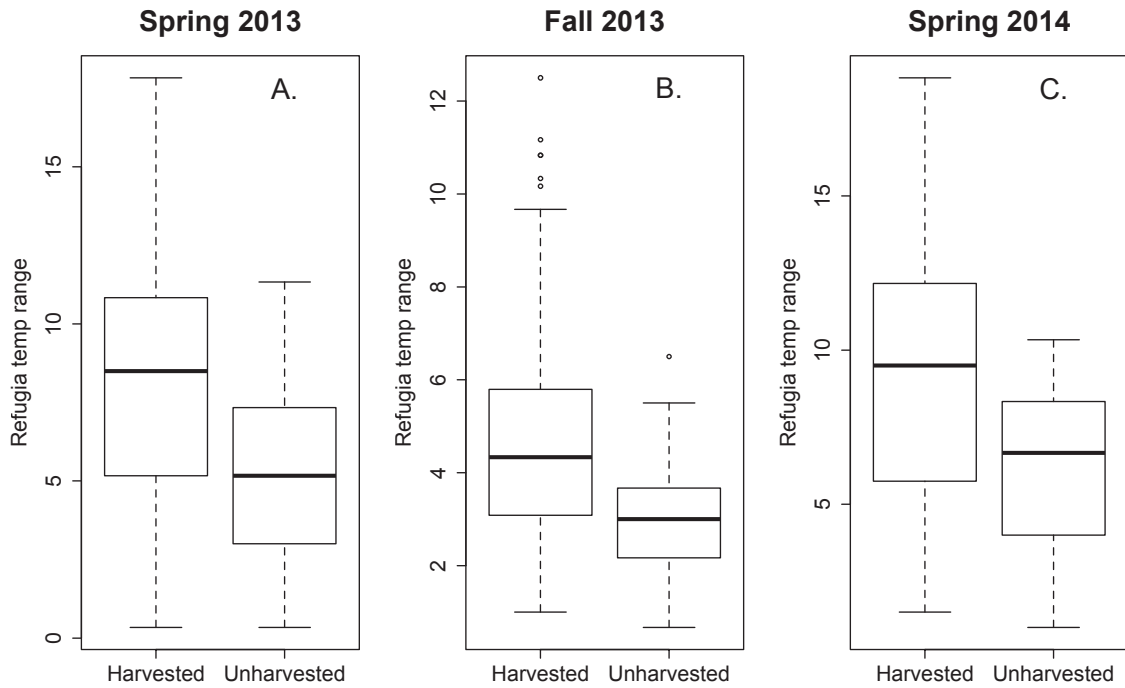 Spring 2013
Fall 2013
Spring 2014
A.
B.
C.
Refugia temp range
0
5
10
15
Harvested
Unharvested
Refugia temp range
2
4
6
8
10
12
Harvested
Unharvested
Refugia temp range
5
10
15
Harvested
Unharvested